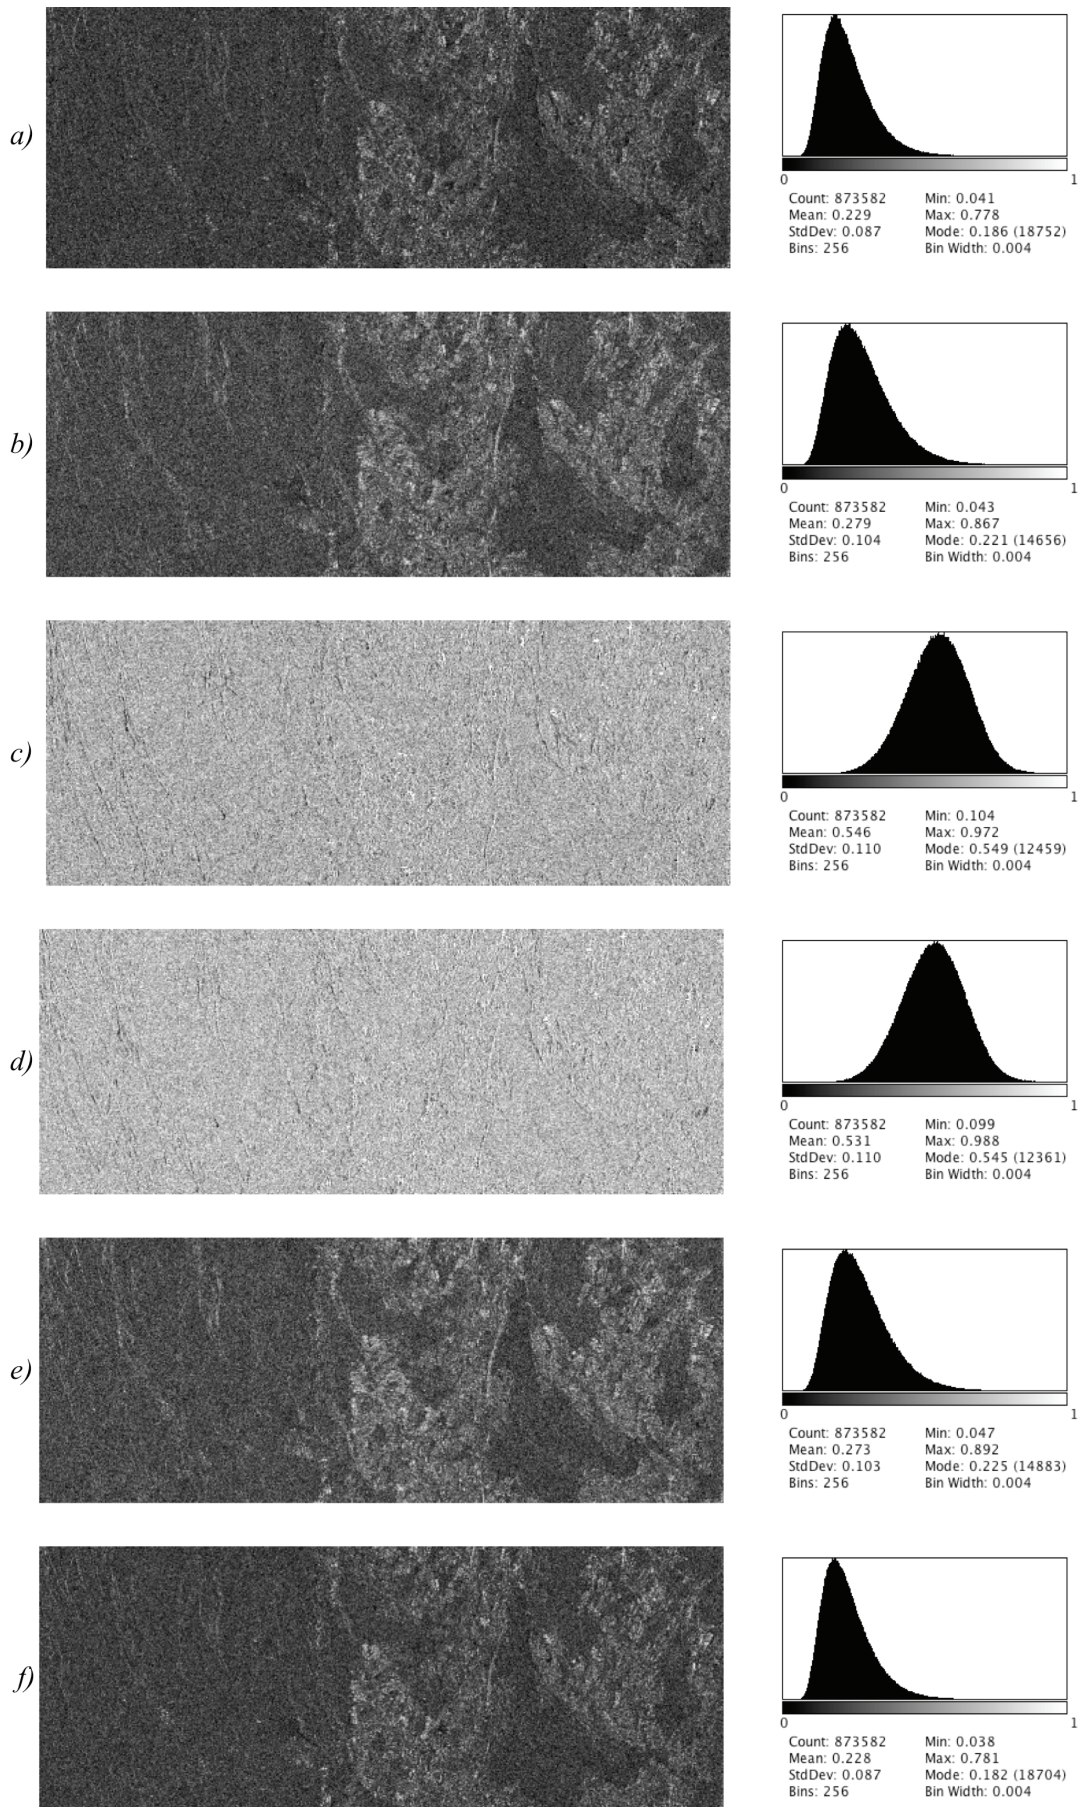 a)
0 1
Count: 873582 Min: 0.041
Mean: 0.229 Max: 0.778
StdDev: 0.087 Mode: 0.186 (18752)
Bins: 256 Bin Width: 0.004
b)
0 1
Count: 873582 Min: 0.043
Mean: 0.279 Max: 0.867
StdDev: 0.104 Mode: 0.221 (14656)
Bins: 256 Bin Width: 0.004
c)
0 1
Count: 873582 Min: 0.104
Mean: 0.546 Max: 0.972
StdDev: 0.110 Mode: 0.549 (12459)
Bins: 256 Bin Width: 0.004
d)
0 1
Count: 873582 Min: 0.099
Mean: 0.531 Max: 0.988
StdDev: 0.110 Mode: 0.545 (12361)
Bins: 256 Bin Width: 0.004
e)
0 1
Count: 873582 Min: 0.047
Mean: 0.273 Max: 0.892
StdDev: 0.103 Mode: 0.225 (14883)
Bins: 256 Bin Width: 0.004
f)
0 1
Count: 873582 Min: 0.038
Mean: 0.228 Max: 0.781
StdDev: 0.087 Mode: 0.182 (18704)
Bins: 256 Bin Width: 0.004